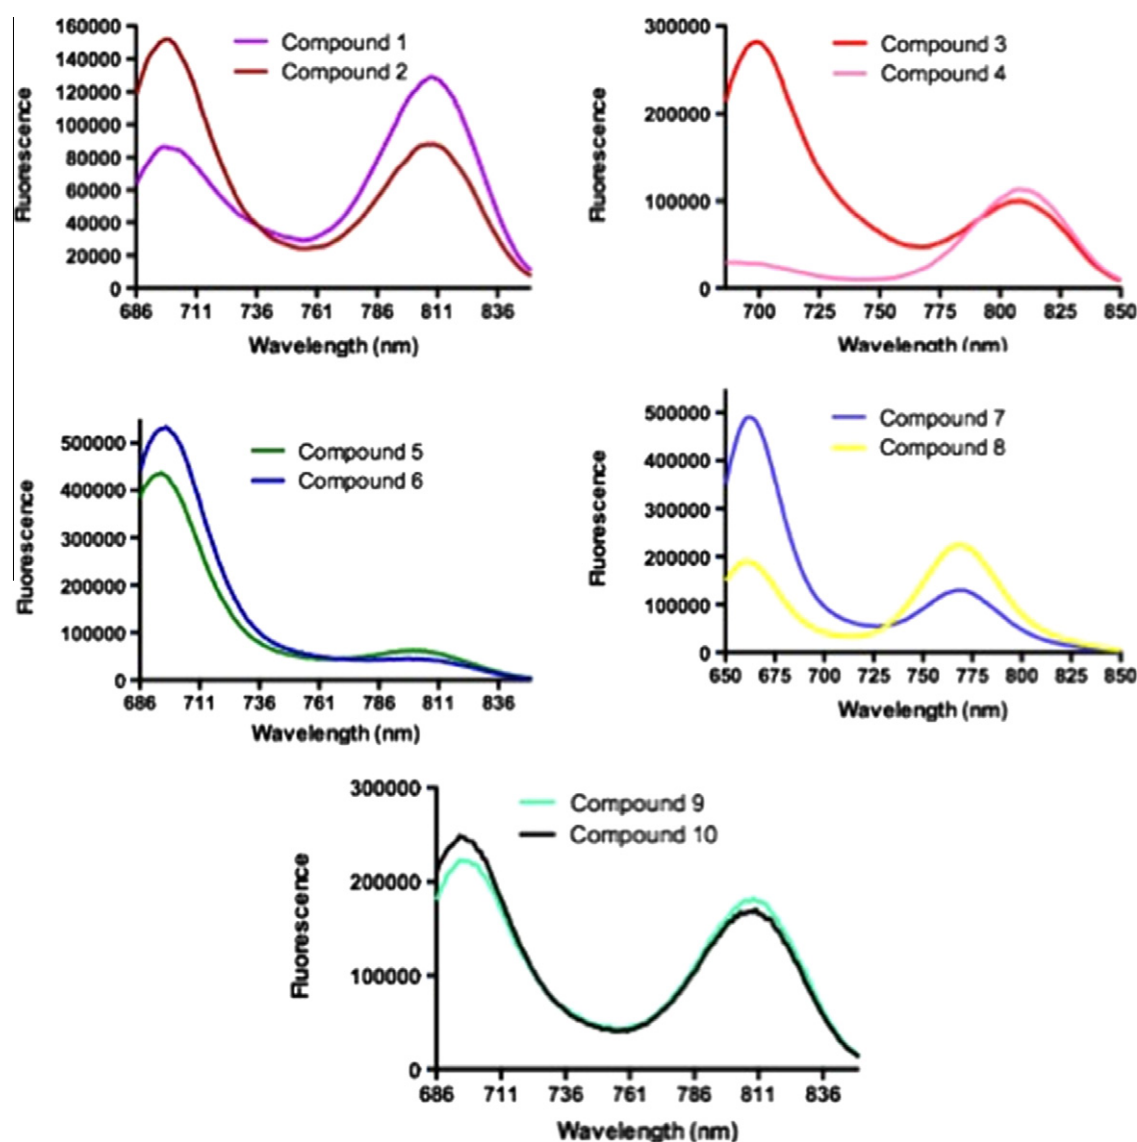 160000
140000
120000
100000
80000
60000
40000
20000
0
Fluorescence
Compound 1
Compound 2
686 711 736 761 786 811 836
Wavelength (nm)
300000
200000
100000
0
Fluorescence
Compound 3
Compound 4
700 725 750 775 800 825 850
Wavelength (nm)
500000
400000
300000
200000
100000
0
Fluorescence
Compound 5
Compound 6
686 711 736 761 786 811 836
Wavelength (nm)
500000
400000
300000
200000
100000
0
Fluorescence
Compound 7
Compound 8
650 675 700 725 750 775 800 825 850
Wavelength (nm)
300000
200000
100000
0
Fluorescence
Compound 9
Compound 10
686 711 736 761 786 811 836
Wavelength (nm)